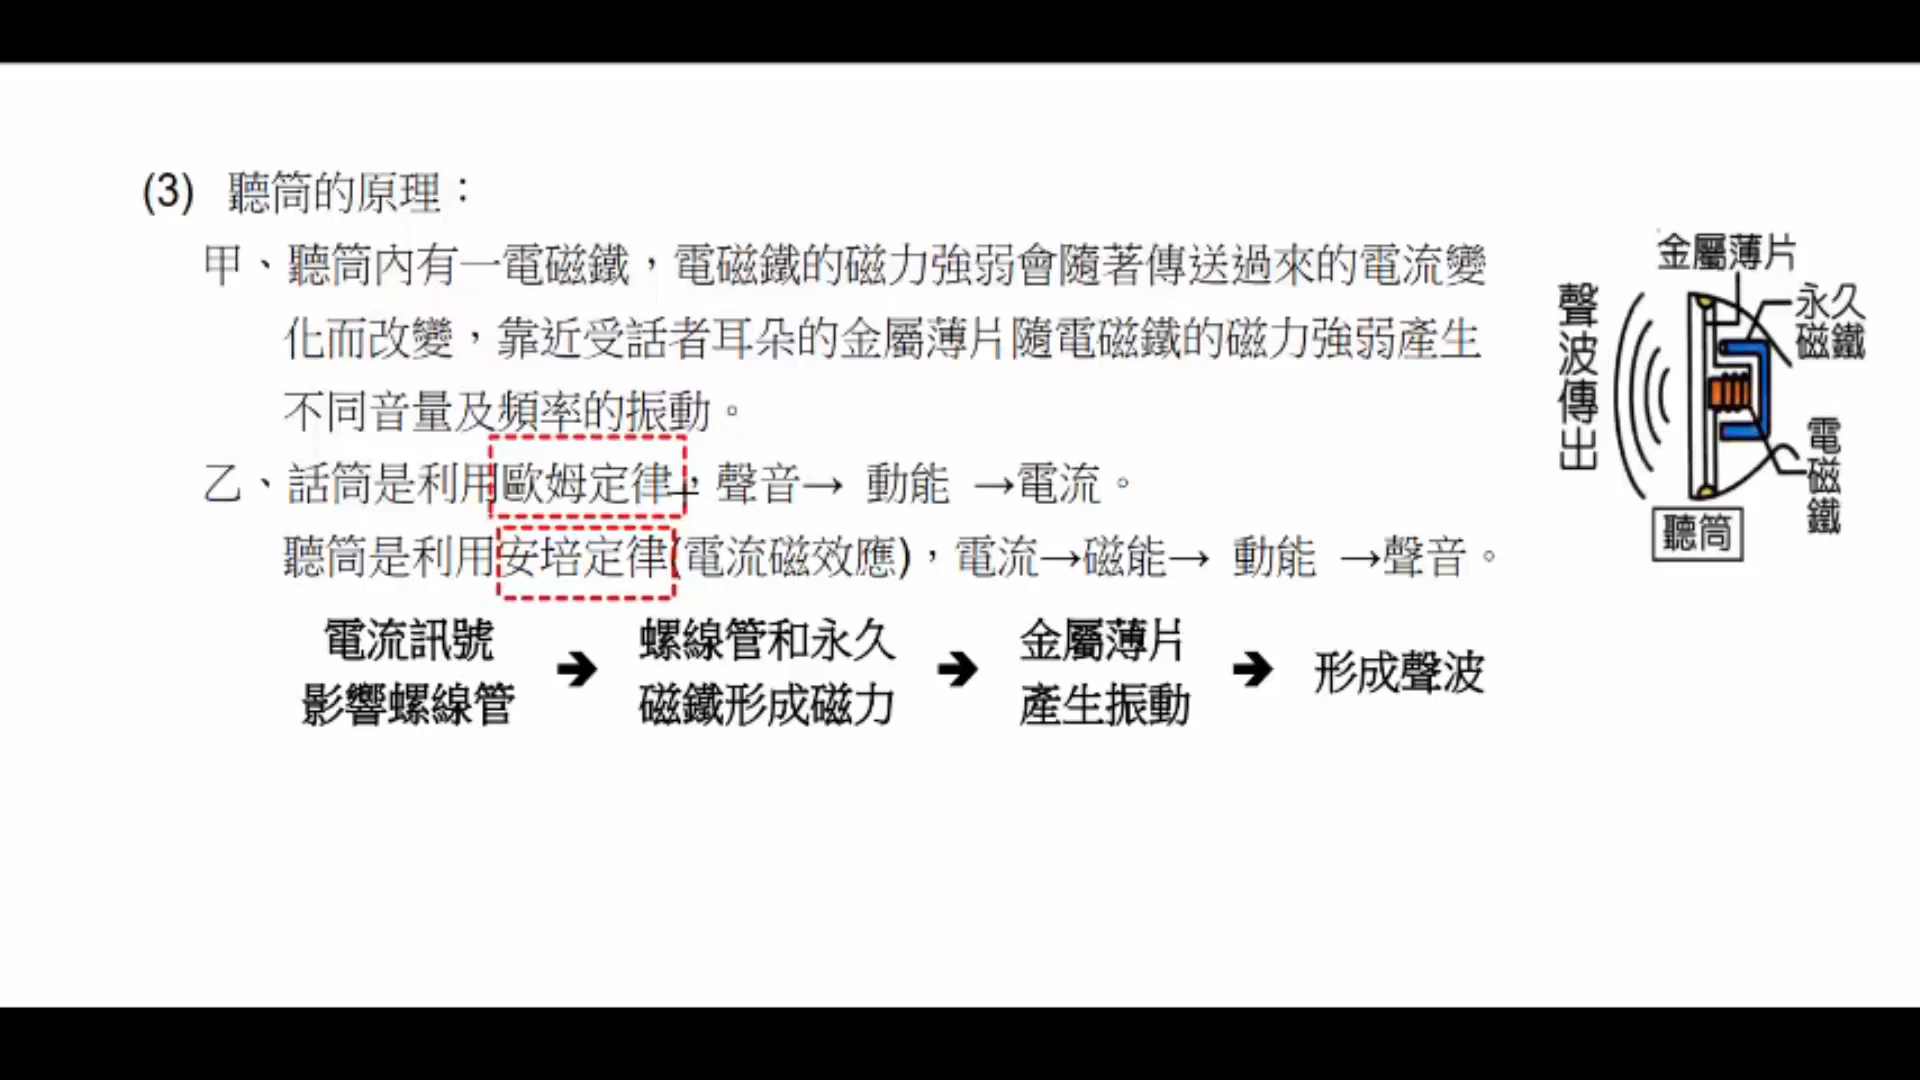 (3) 聽筒的原理：
甲、聽筒內有一電磁鐵，電磁鐵的磁力強弱會隨著傳送過來的電流變
化而改變，靠近受話者耳朵的金屬薄片隨電磁鐵的磁力強弱產生
不同音量及頻率的振動。
乙、話筒是利用歐姆定律，聲音→ 動能 →電流。
聽筒是利用安培定律(電流磁效應)，電流→磁能→ 動能 →聲音。
電流訊號
影響螺線管
➔
螺線管和永久
磁鐵形成磁力
➔
金屬薄片
產生振動
➔
形成聲波
金屬薄片
永久
磁鐵
聲波傳出
電磁鐵
聽筒